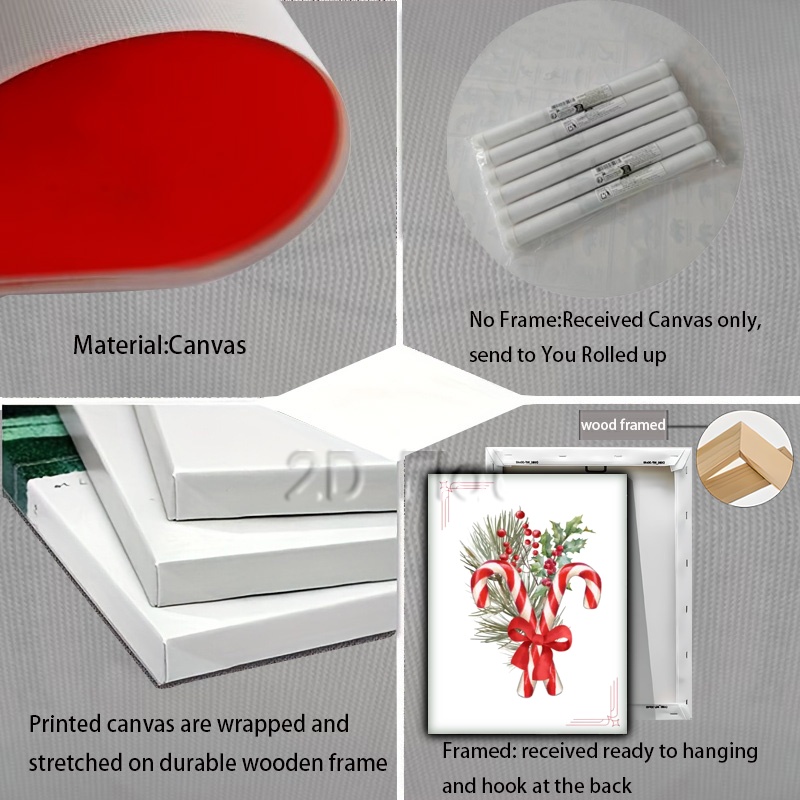 Material:Canvas
No Frame:Received Canvas only,
send to You Rolled up
wood framed
Printed canvas are wrapped and
stretched on durable wooden frame
Framed: received ready to hanging
and hook at the back